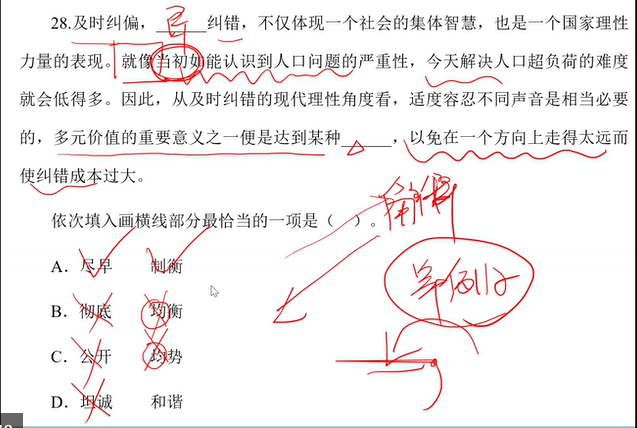 28.及时纠偏，______纠错，不仅体现一个社会的集体智慧，也是一个国家理性
力量的表现。就像当初如能认识到人口问题的严重性，今天解决人口超负荷的难度
就会低得多。因此，从及时纠错的现代理性角度看，适度容忍不同声音是相当必要
的，多元价值的重要意义之一便是达到某种______，以免在一个方向上走得太远而
使纠错成本过大。
依次填入画横线部分最恰当的一项是（　）。
A．尽早　　制衡
B．彻底　　均衡
C．公开　　均势
D．坦诚　　和谐
举例子